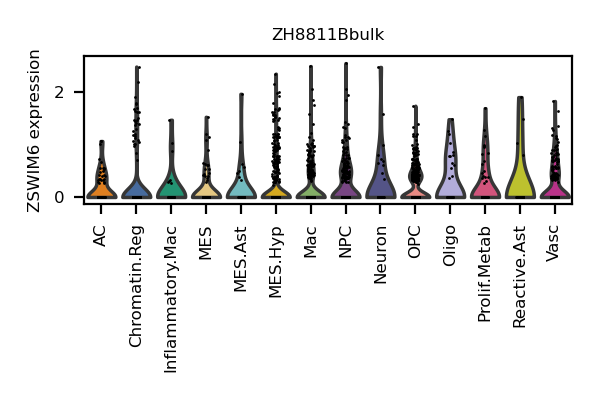 ZH8811Bbulk
ZSWIM6 expression
2
0
AC
Chromatin.Reg
Inflammatory.Mac
MES
MES.Ast
MES.Hyp
Mac
NPC
Neuron
OPC
Oligo
Prolif.Metab
Reactive.Ast
Vasc